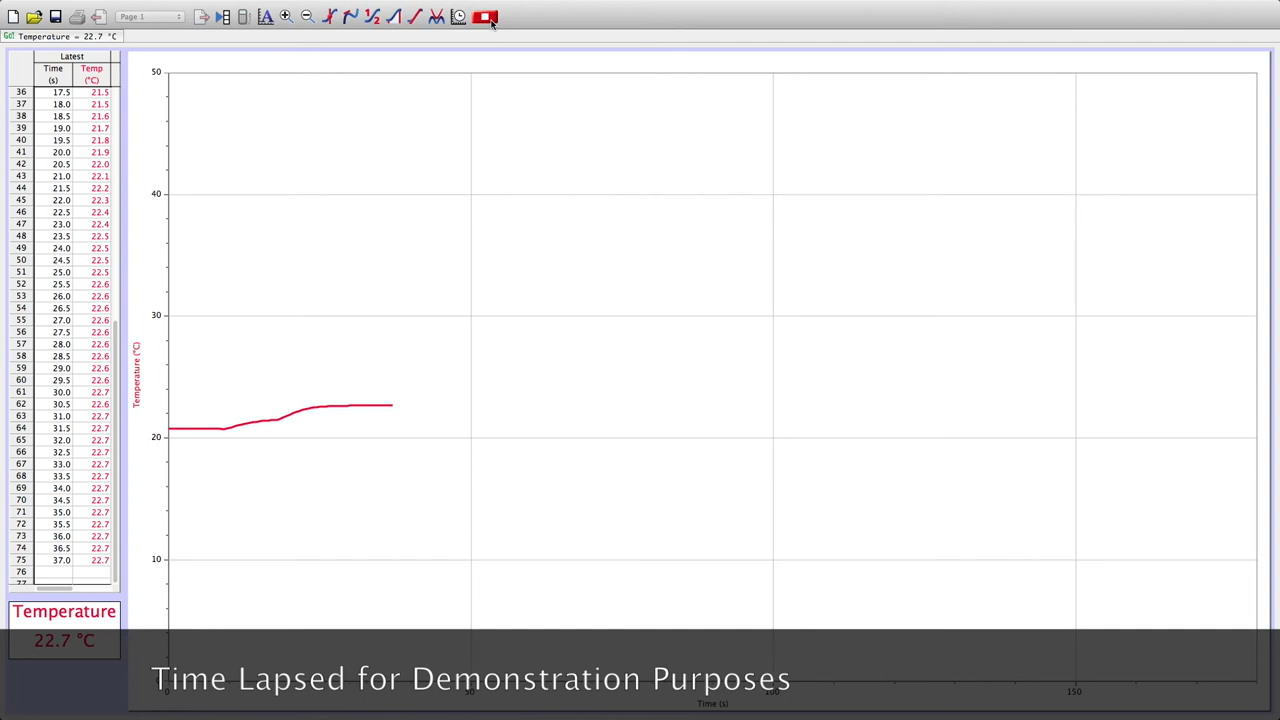 Page 1
Go! Temperature = 22.7 °C
Latest
Time Temp
(s) (°C)
36 17.5 21.5
37 18.0 21.5
38 18.5 21.6
39 19.0 21.7
40 19.5 21.8
41 20.0 21.9
42 20.5 22.0
43 21.0 22.1
44 21.5 22.2
45 22.0 22.3
46 22.5 22.4
47 23.0 22.4
48 23.5 22.5
49 24.0 22.5
50 24.5 22.5
51 25.0 22.5
52 25.5 22.6
53 26.0 22.6
54 26.5 22.6
55 27.0 22.6
56 27.5 22.6
57 28.0 22.6
58 28.5 22.6
59 29.0 22.6
60 29.5 22.6
61 30.0 22.7
62 30.5 22.6
63 31.0 22.7
64 31.5 22.7
65 32.0 22.7
66 32.5 22.7
67 33.0 22.7
68 33.5 22.7
69 34.0 22.7
70 34.5 22.7
71 35.0 22.7
72 35.5 22.7
73 36.0 22.7
74 36.5 22.7
75 37.0 22.7
76
77
Temperature
22.7 °C
50
40
30
20
10
Temperature (°C)
0 50 100 150
Time (s)
Time Lapsed for Demonstration Purposes